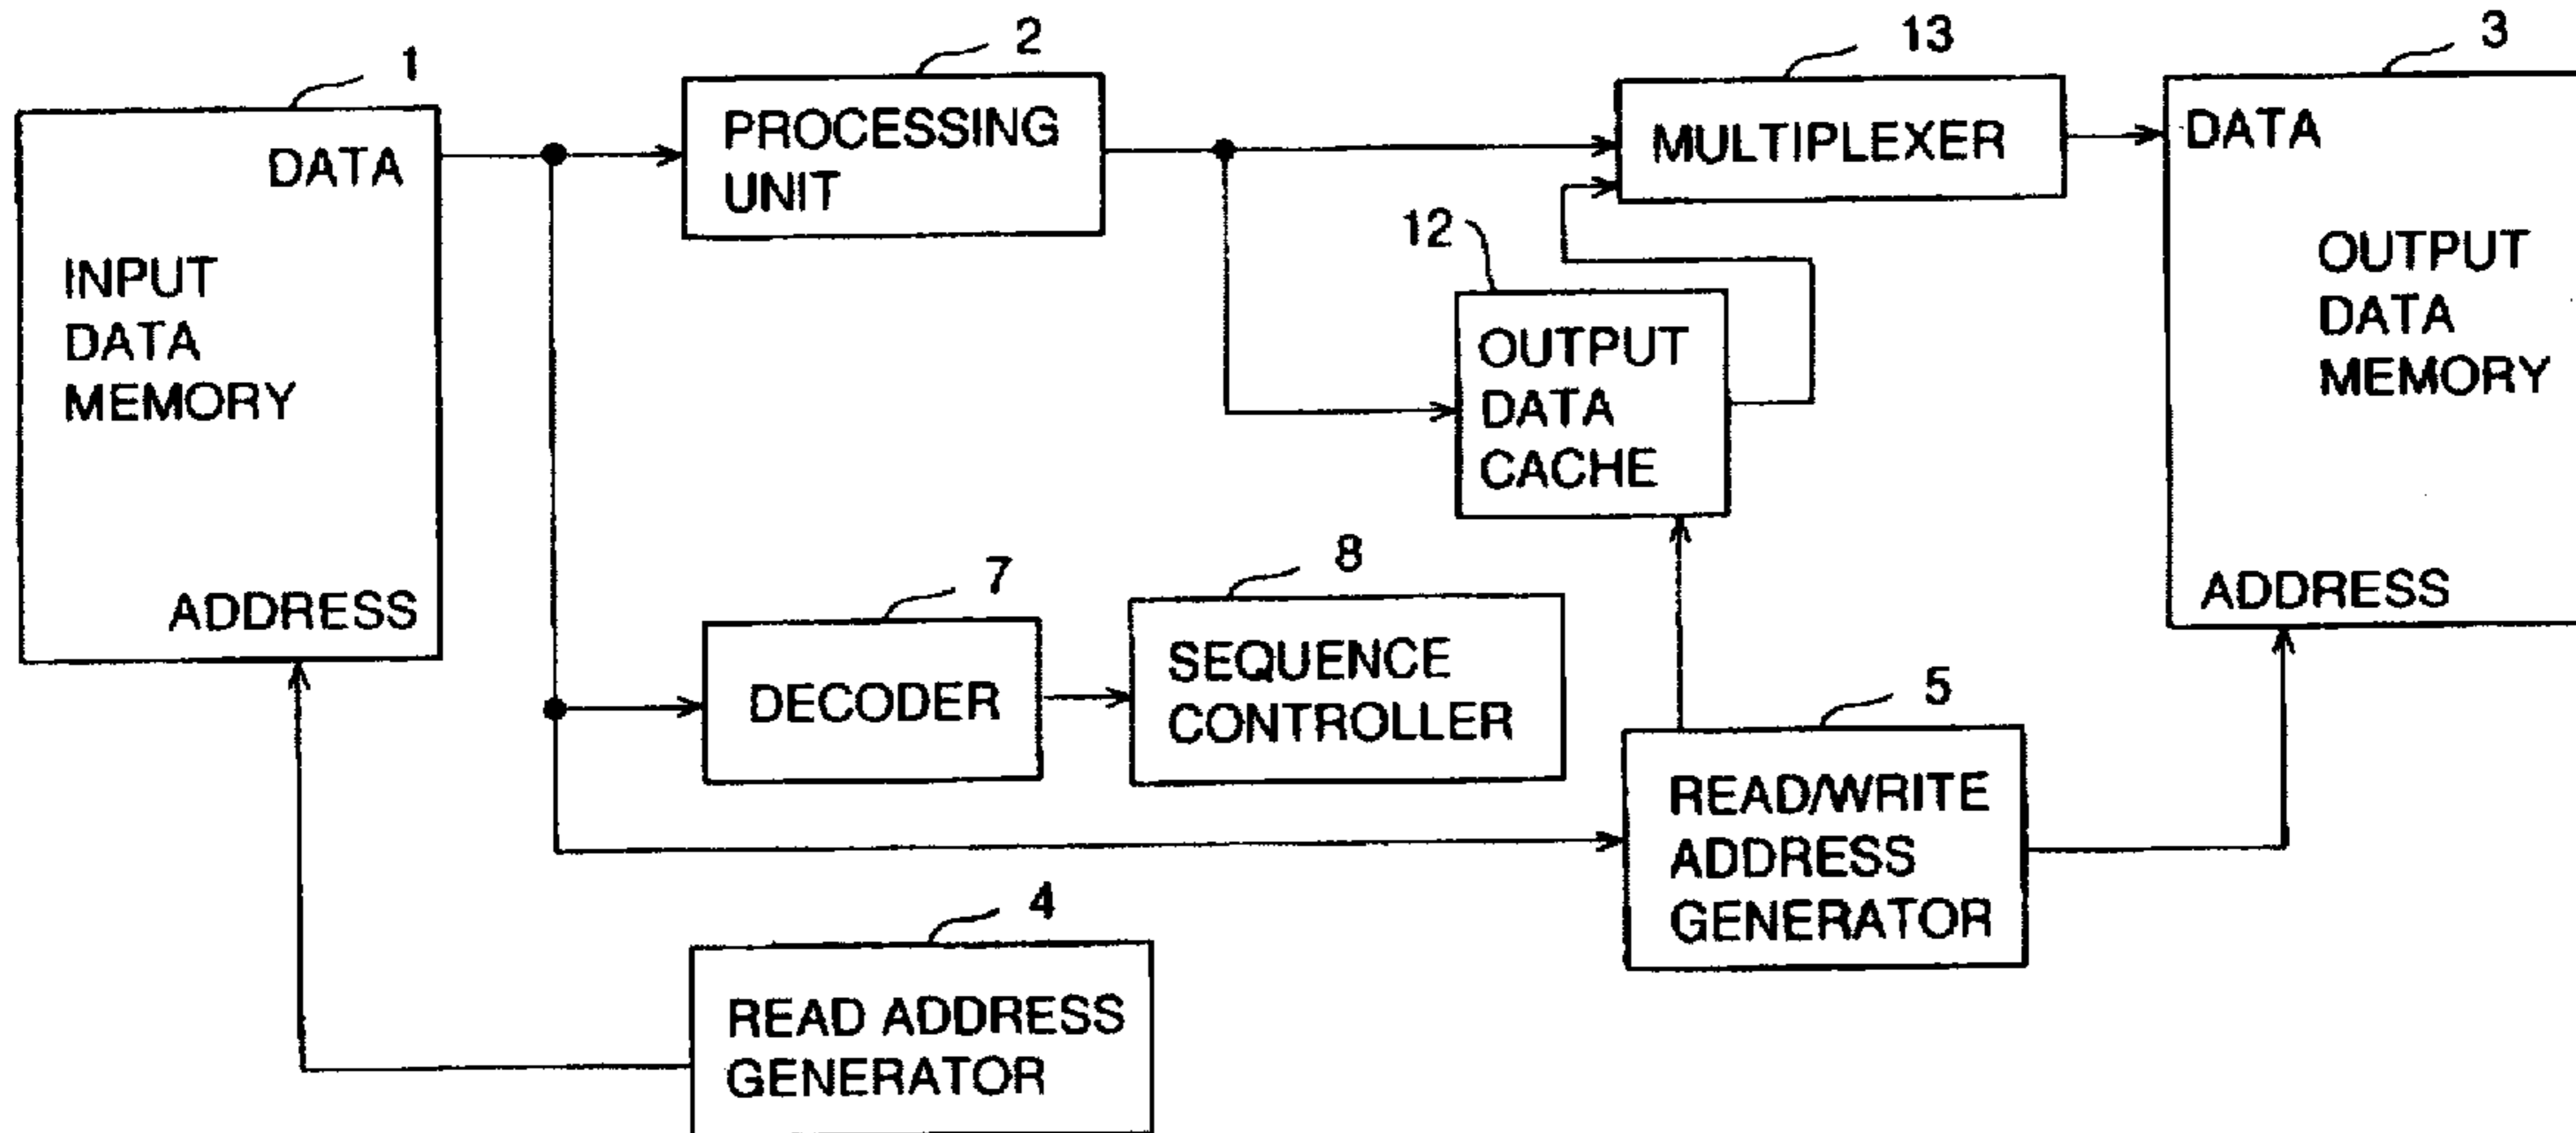 1
DATA
INPUT
DATA
MEMORY
ADDRESS
2
PROCESSING
UNIT
13
MULTIPLEXER
3
DATA
OUTPUT
DATA
MEMORY
ADDRESS
12
OUTPUT
DATA
CACHE
7
DECODER
8
SEQUENCE
CONTROLLER
5
READ/WRITE
ADDRESS
GENERATOR
4
READ ADDRESS
GENERATOR